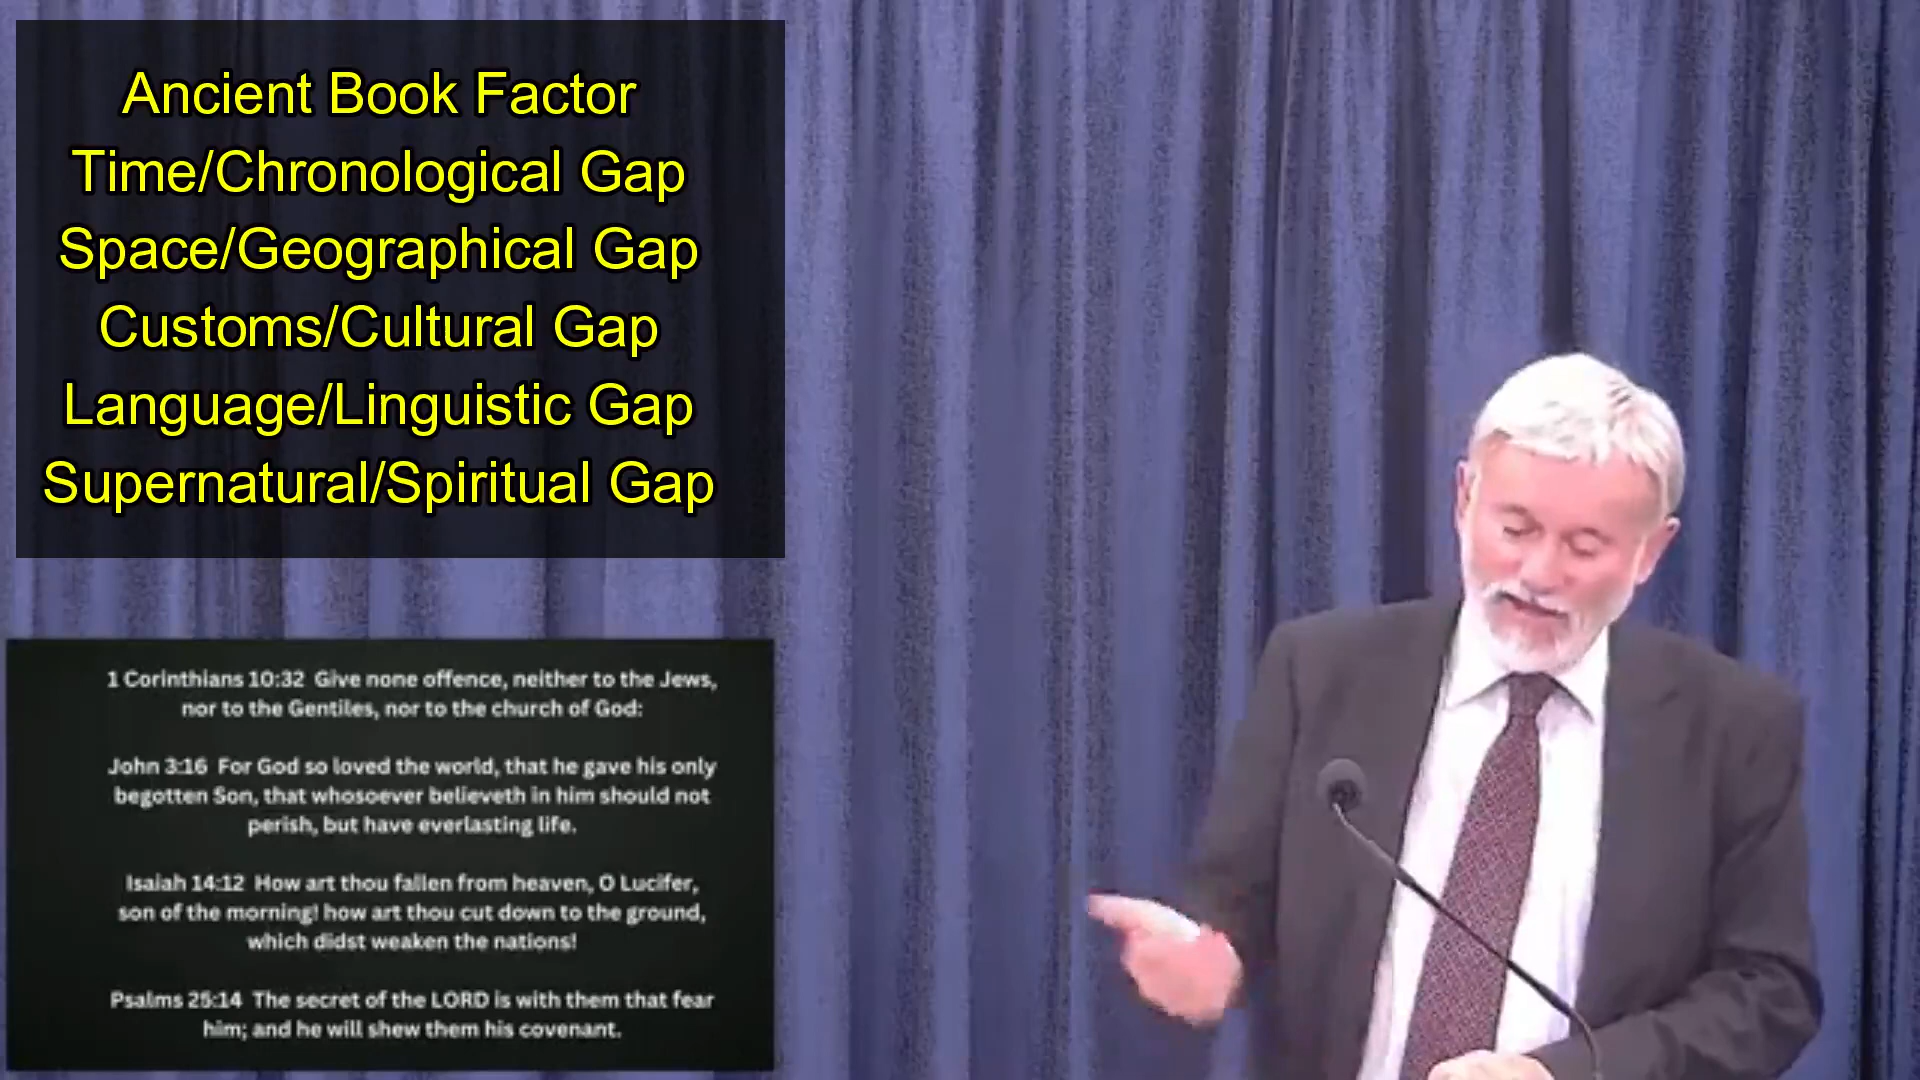 Ancient Book Factor
Time/Chronological Gap
Space/Geographical Gap
Customs/Cultural Gap
Language/Linguistic Gap
Supernatural/Spiritual Gap
1 Corinthians 10:32 Give none offence, neither to the Jews,
nor to the Gentiles, nor to the church of God:
John 3:16 For God so loved the world, that he gave his only
begotten Son, that whosoever believeth in him should not
perish, but have everlasting life.
Isaiah 14:12 How art thou fallen from heaven, O Lucifer,
son of the morning! how art thou cut down to the ground,
which didst weaken the nations!
Psalms 25:14 The secret of the LORD is with them that fear
him; and he will shew them his covenant.